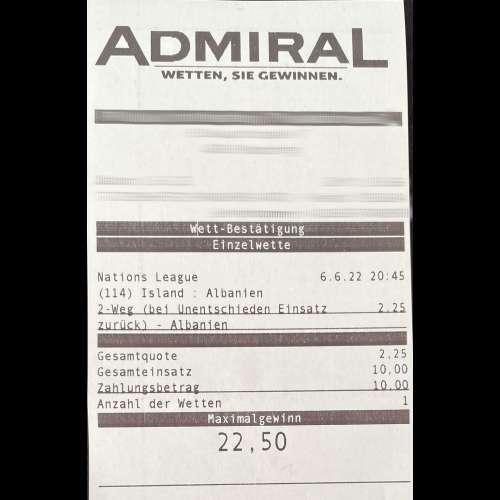 ADMIRAL
WETTEN, SIE GEWINNEN.
Wett-Bestätigung
Einzelwette
Nations League 6.6.22 20:45
(114) Island : Albanien
2-Weg (bei Unentschieden Einsatz 2.25
zurück) - Albanien
Gesamtquote 2,25
Gesamteinsatz 10,00
Zahlungsbetrag 10,00
Anzahl der Wetten 1
Maximalgewinn
22,50